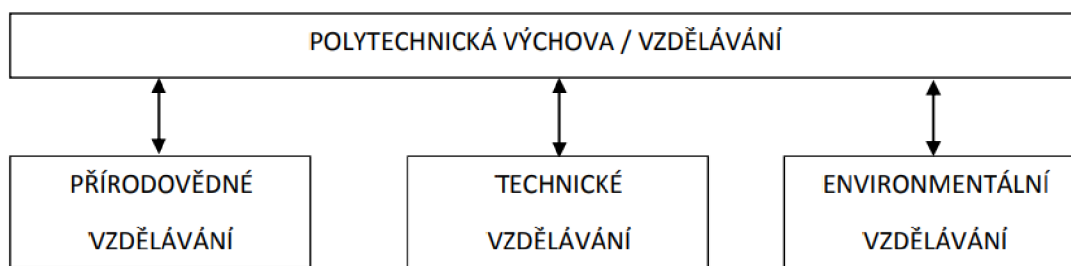 POLYTECHNICKÁ VÝCHOVA / VZDĚLÁVÁNÍ
PŘÍRODOVĚDNÉ
VZDĚLÁVÁNÍ
TECHNICKÉ
VZDĚLÁVÁNÍ
ENVIRONMENTÁLNÍ
VZDĚLÁVÁNÍ